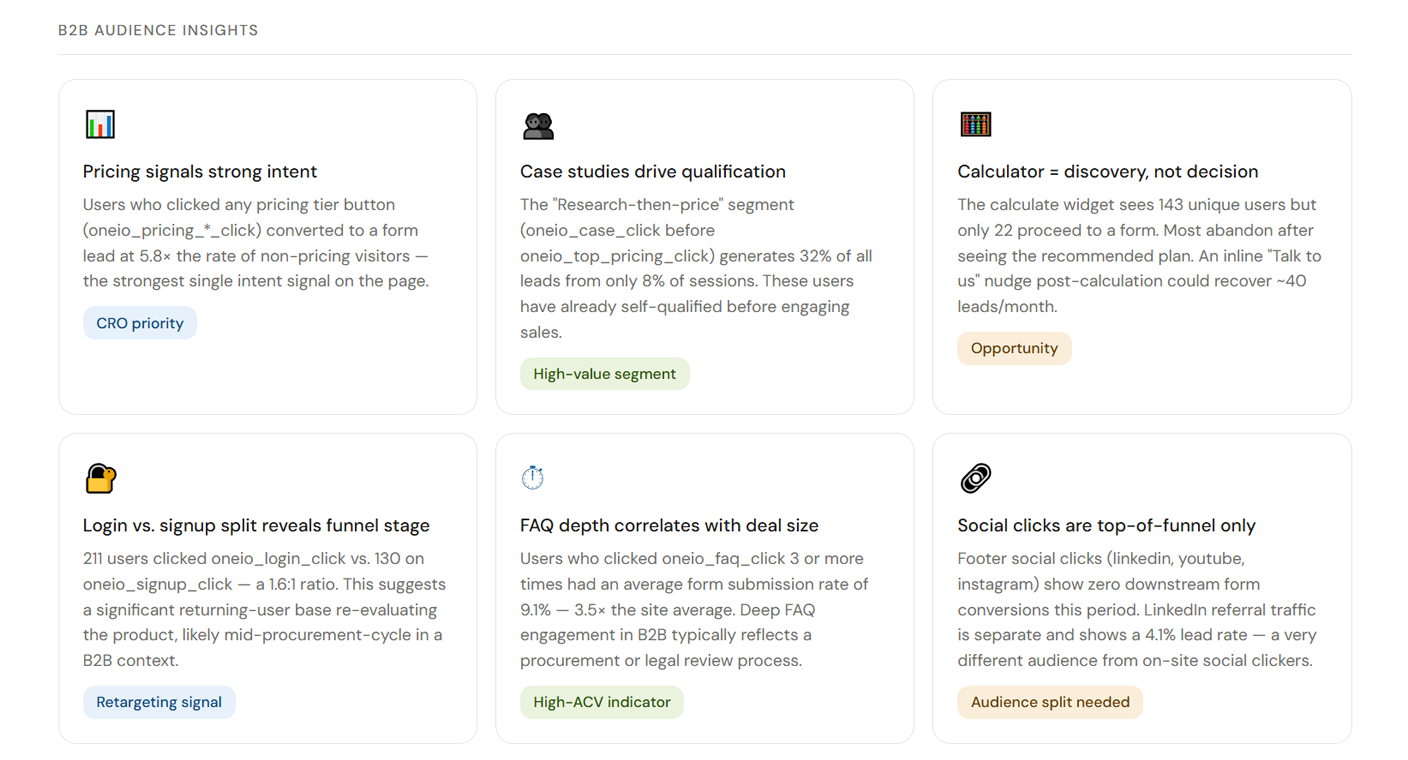 B2B AUDIENCE INSIGHTS
Pricing signals strong intent
Users who clicked any pricing tier button
(oneio_pricing_*_click) converted to a form
lead at 5.8× the rate of non-pricing visitors —
the strongest single intent signal on the page.
CRO priority
Case studies drive qualification
The "Research-then-price" segment
(oneio_case_click before
oneio_top_pricing_click) generates 32% of all
leads from only 8% of sessions. These users
have already self-qualified before engaging
sales.
High-value segment
Calculator = discovery, not decision
The calculate widget sees 143 unique users but
only 22 proceed to a form. Most abandon after
seeing the recommended plan. An inline "Talk to
us" nudge post-calculation could recover ~40
leads/month.
Opportunity
Login vs. signup split reveals funnel stage
211 users clicked oneio_login_click vs. 130 on
oneio_signup_click — a 1.6:1 ratio. This suggests
a significant returning-user base re-evaluating
the product, likely mid-procurement-cycle in a
B2B context.
Retargeting signal
FAQ depth correlates with deal size
Users who clicked oneio_faq_click 3 or more
times had an average form submission rate of
9.1% — 3.5× the site average. Deep FAQ
engagement in B2B typically reflects a
procurement or legal review process.
High-ACV indicator
Social clicks are top-of-funnel only
Footer social clicks (linkedin, youtube,
instagram) show zero downstream form
conversions this period. LinkedIn referral traffic
is separate and shows a 4.1% lead rate — a very
different audience from on-site social clickers.
Audience split needed